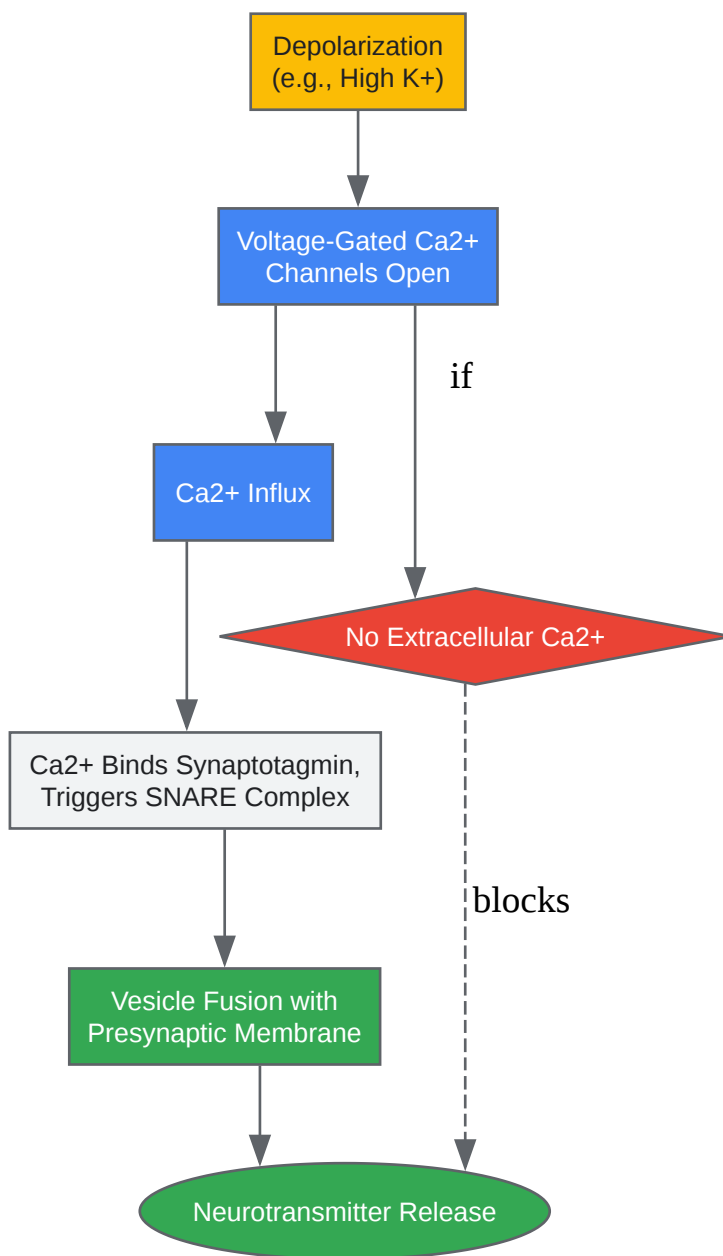 Depolarization
(e.g., High K+)
Voltage-Gated Ca2+
Channels Open
if
Ca2+ Influx
No Extracellular Ca2+
Ca2+ Binds Synaptotagmin,
Triggers SNARE Complex
blocks
Vesicle Fusion with
Presynaptic Membrane
Neurotransmitter Release